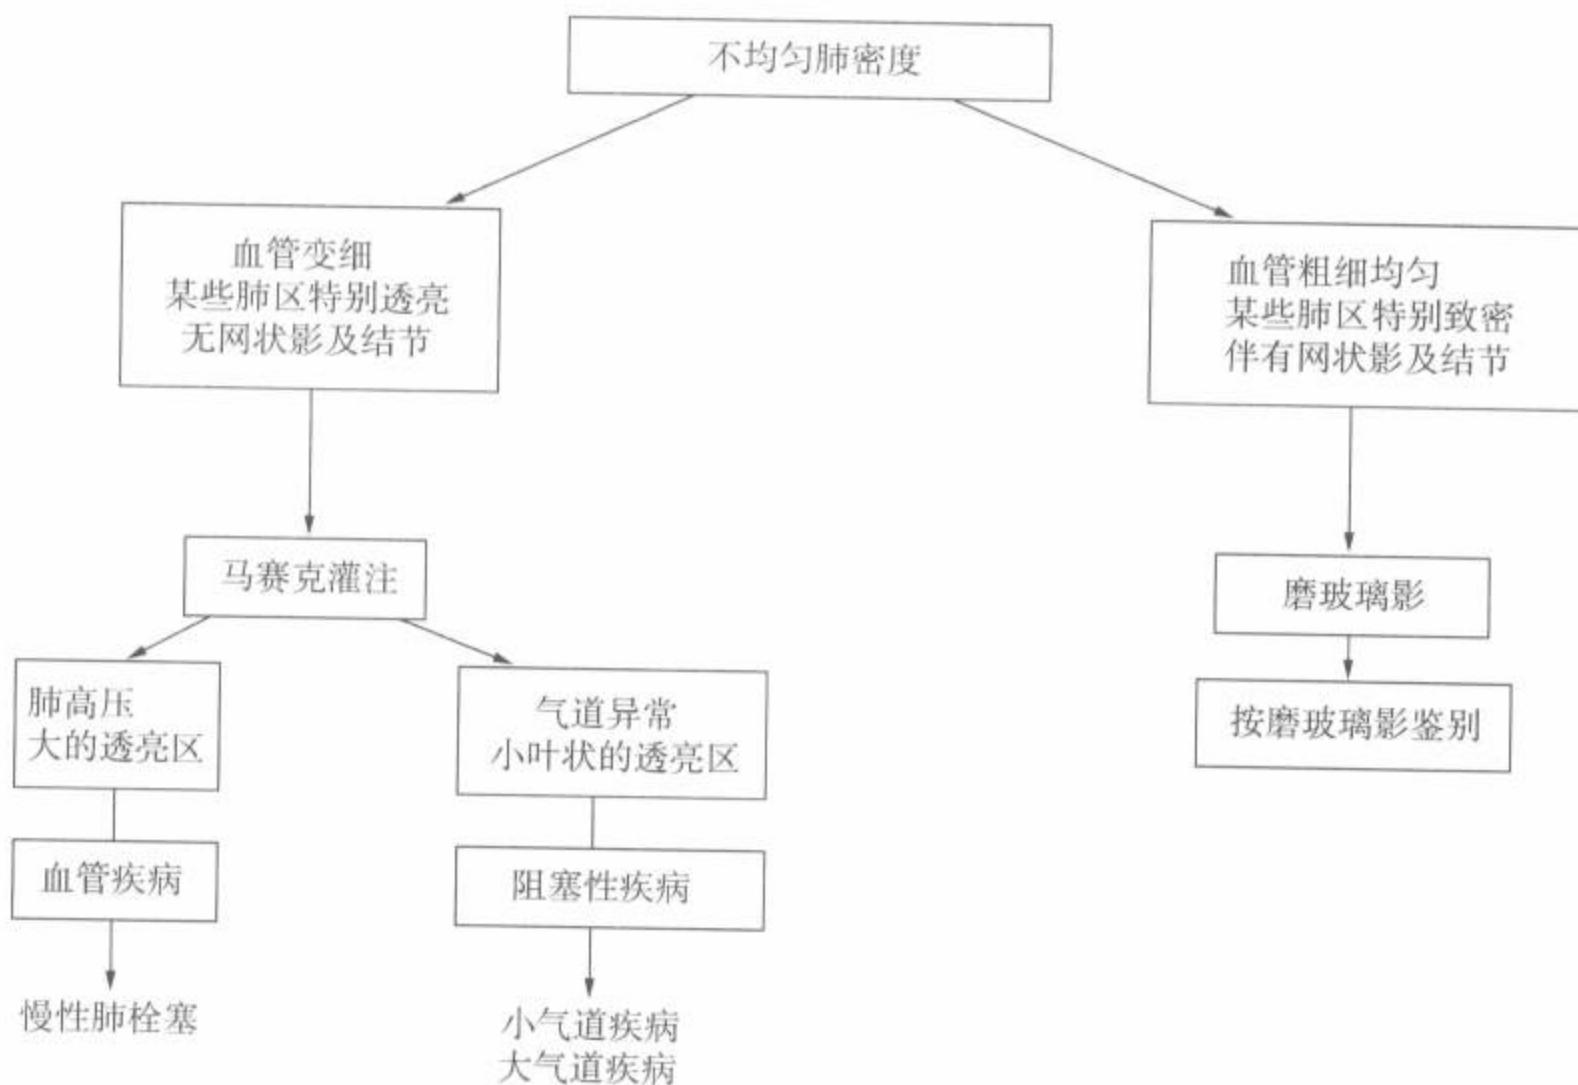 不均匀肺密度
血管变细
某些肺区特别透亮
无网状影及结节
血管粗细均匀
某些肺区特别致密
伴有网状影及结节
马赛克灌注
磨玻璃影
肺高压
大的透亮区
气道异常
小叶状的透亮区
按磨玻璃影鉴别
血管疾病
阻塞性疾病
慢性肺栓塞
小气道疾病
大气道疾病